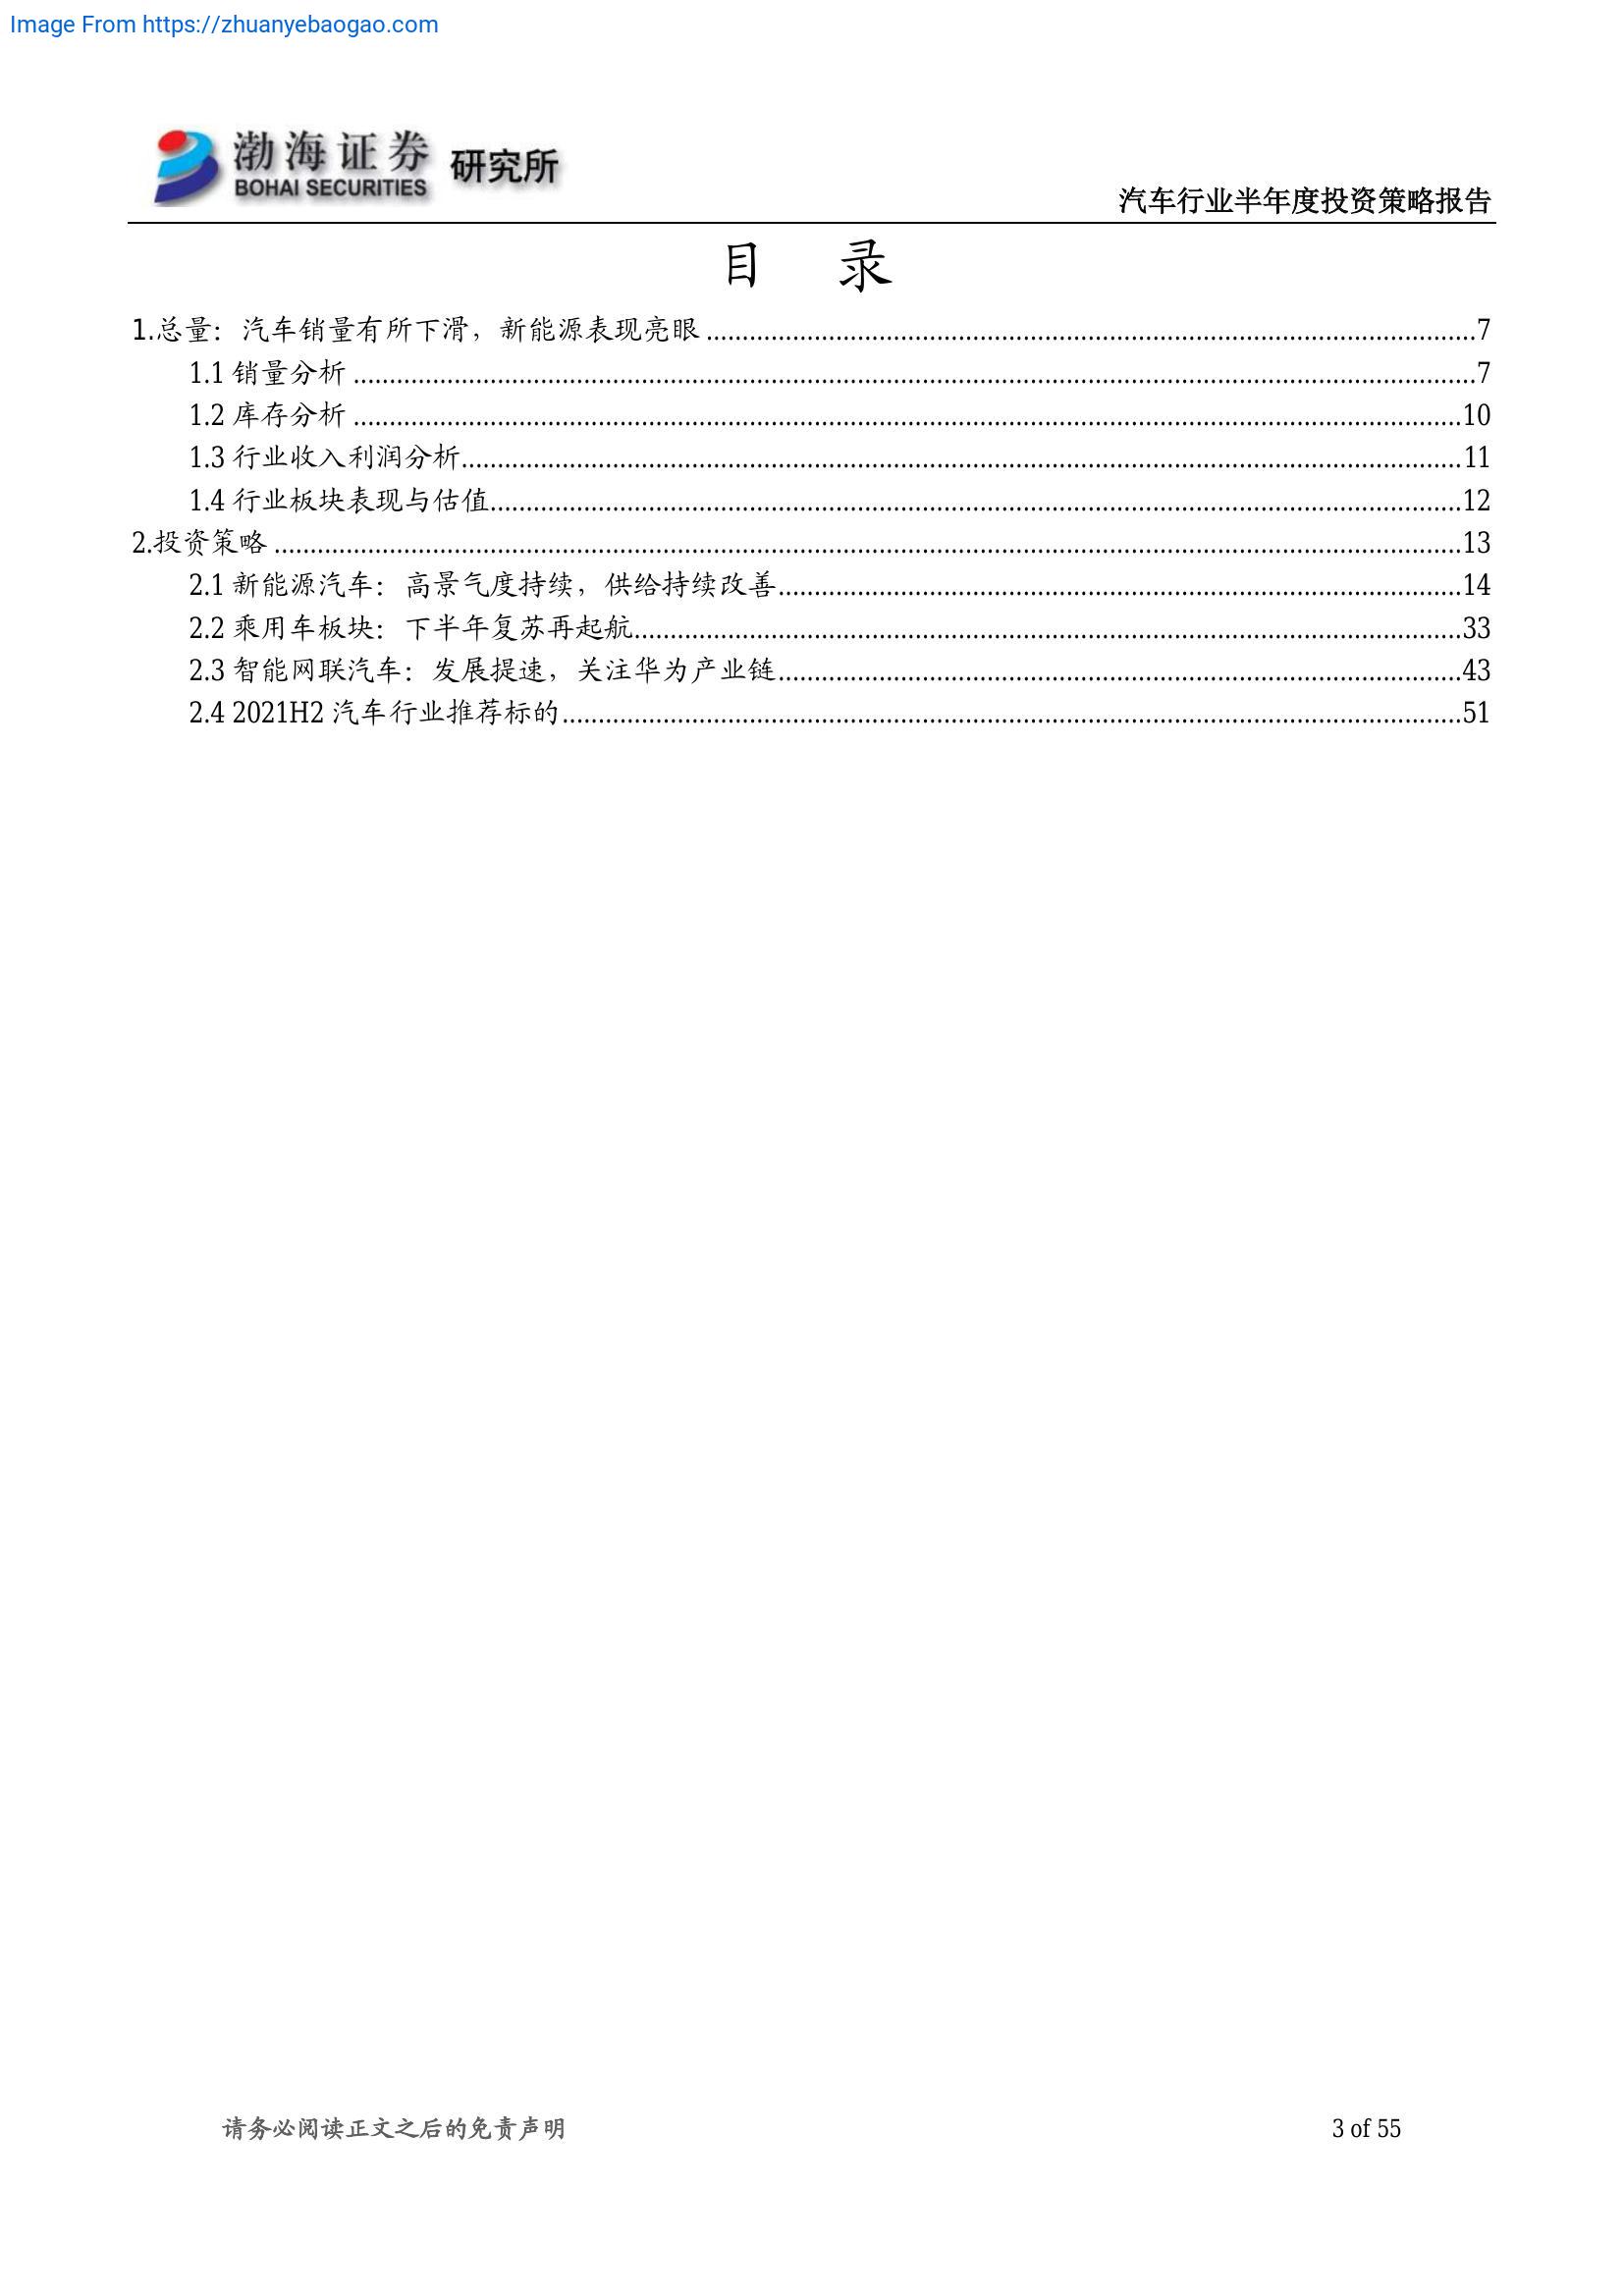 Image From https://zhuanyebaogao.com
渤海证券 研究所
BOHAI SECURITIES
汽车行业半年度投资策略报告
目 录
1.总量：汽车销量有所下滑，新能源表现亮眼........................................7
1.1 销量分析........................................7
1.2 库存分析........................................10
1.3 行业收入利润分析........................................11
1.4 行业板块表现与估值........................................12
2.投资策略........................................13
2.1 新能源汽车：高景气度持续，供给持续改善........................................14
2.2 乘用车板块：下半年复苏再起航........................................33
2.3 智能网联汽车：发展提速，关注华为产业链........................................43
2.4 2021H2 汽车行业推荐标的........................................51
请务必阅读正文之后的免责声明 3 of 55